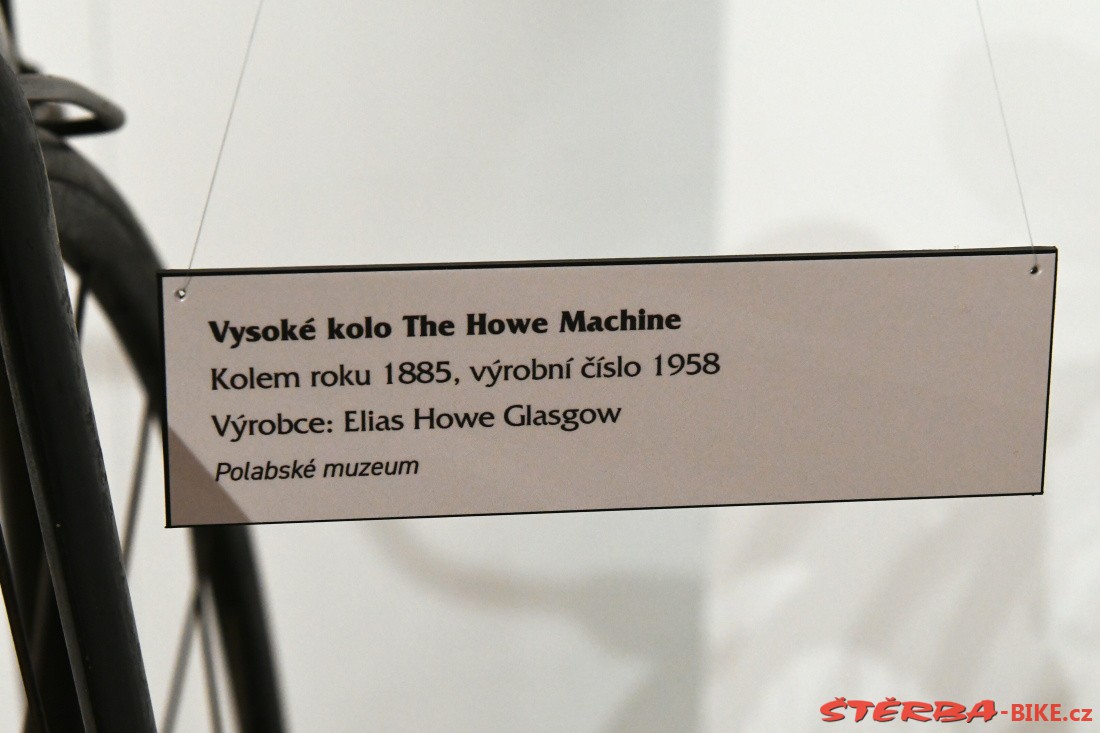 Vysoké kolo The Howe Machine
Kolem roku 1885, výrobní číslo 1958
Výrobce: Elias Howe Glasgow
Polabské muzeum
ŠTĚRBA-BIKE.cz